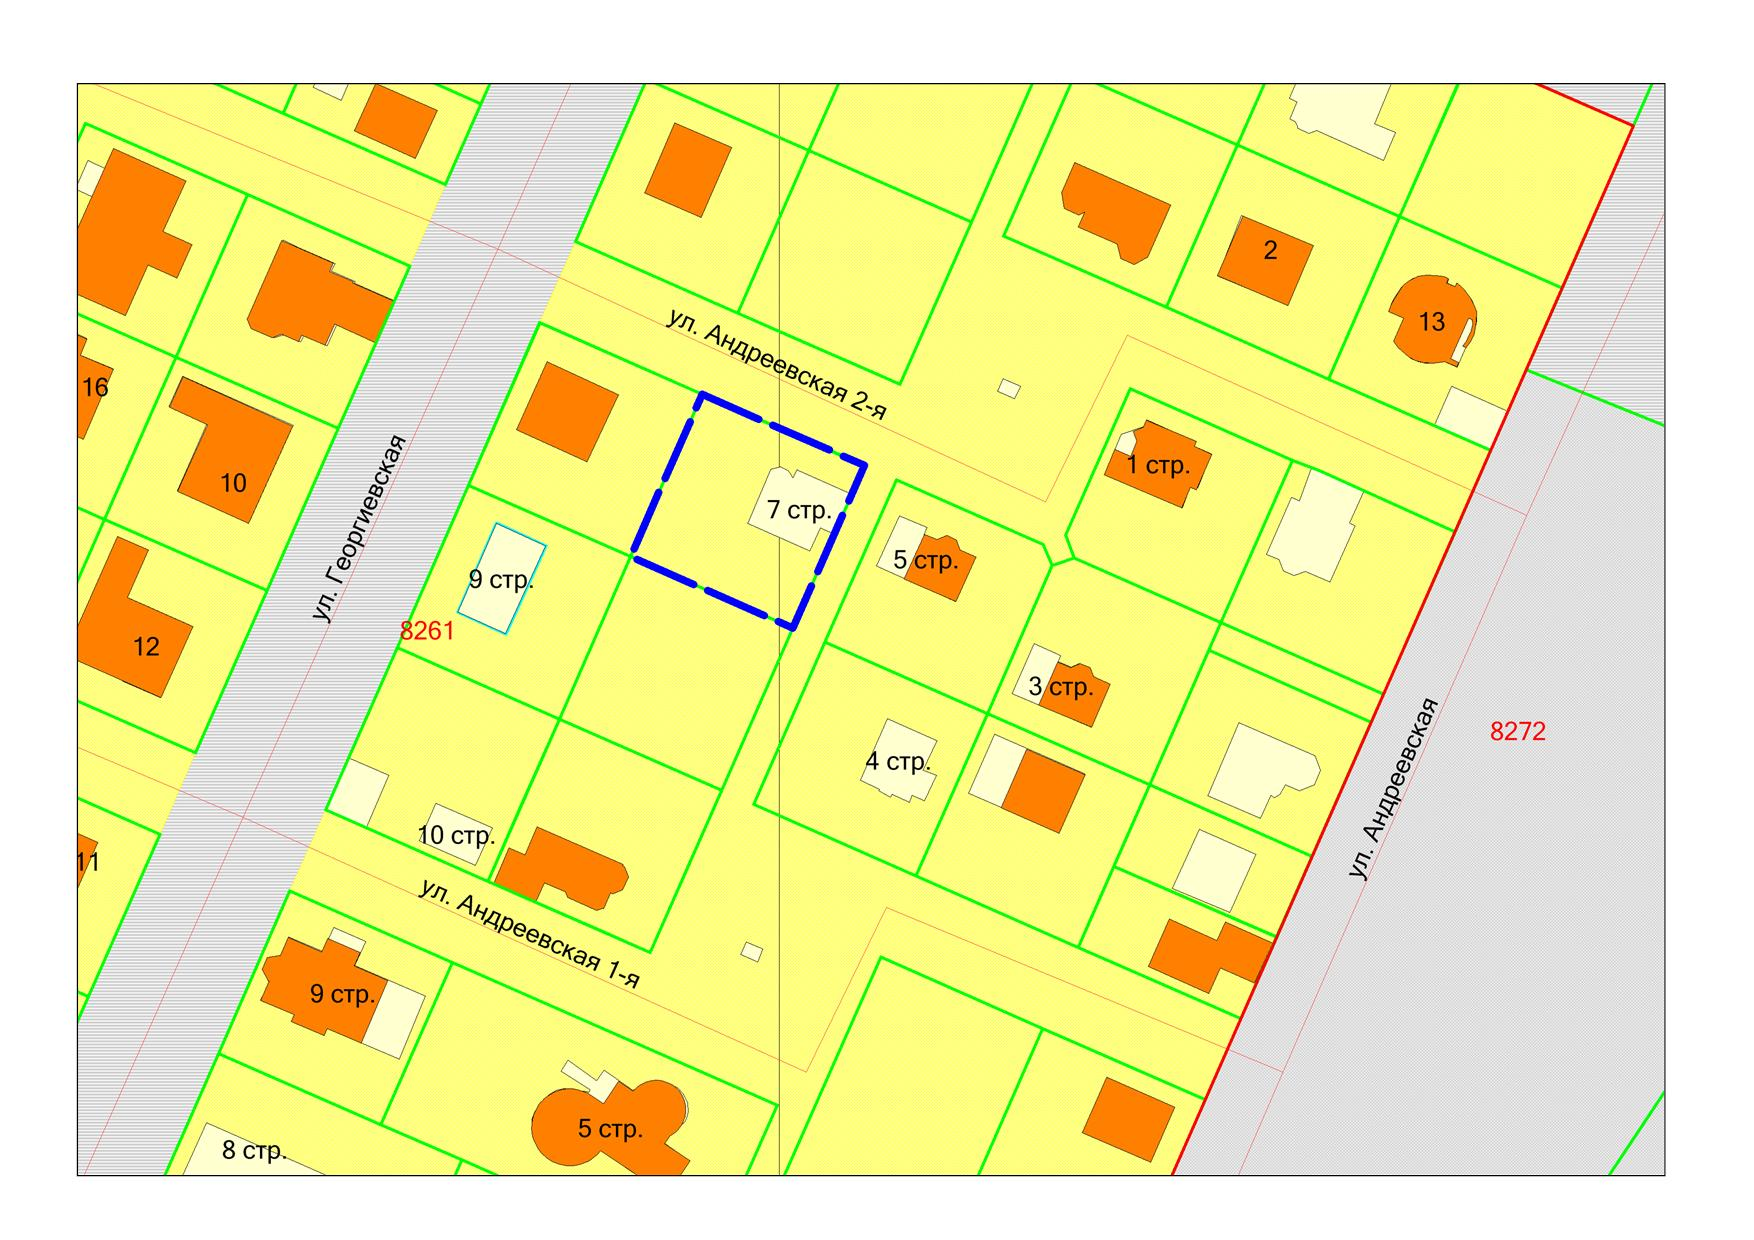 2
13
ул. Андреевская 2-я
16
1 стр.
10
7 стр.
ул. Георгиевская
5 стр.
9 стр.
8261
12
3 стр.
8272
4 стр.
ул. Андреевская
10 стр.
11
ул. Андреевская 1-я
9 стр.
5 стр.
8 стр.